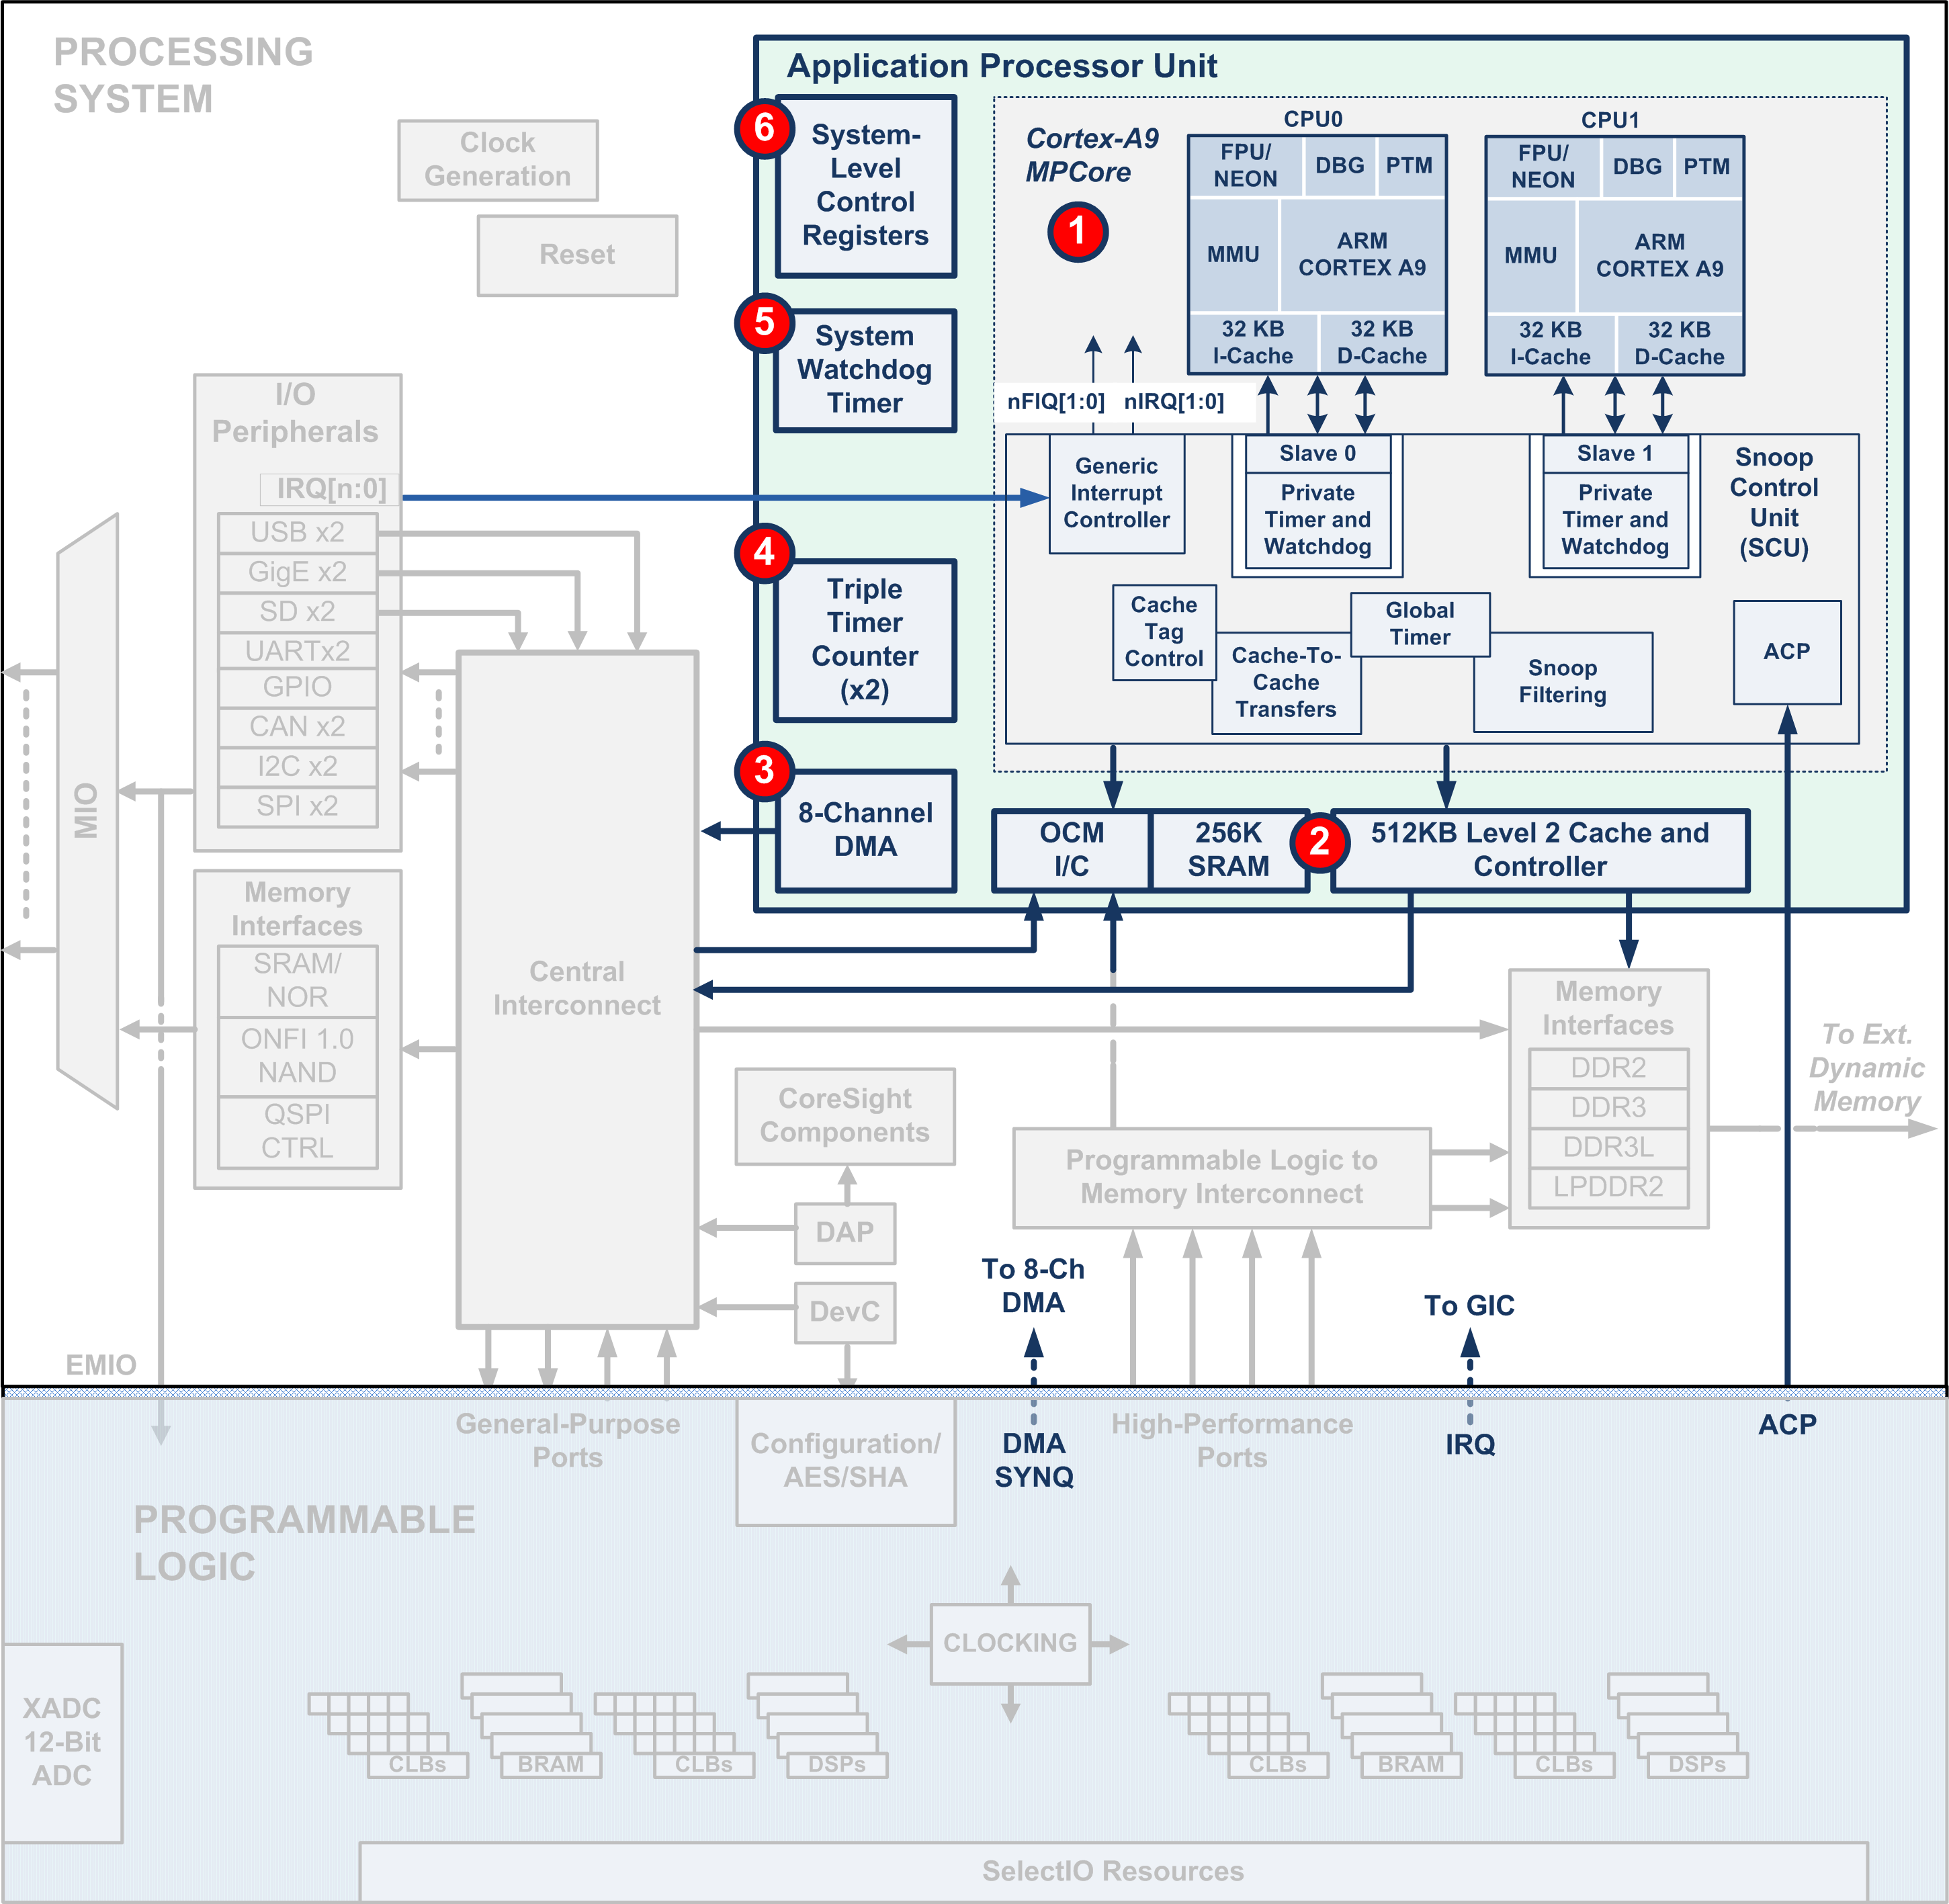 PROCESSING
SYSTEM
Clock
Generation
Reset
Application Processor Unit
6
System-
Level
Control
Registers
5
System
Watchdog
Timer
4
Triple
Timer
Counter
(x2)
3
8-Channel
DMA
Cortex-A9
MPCore
1
CPU0
FPU/
NEON
DBG
PTM
MMU
ARM
CORTEX A9
32 KB
I-Cache
32 KB
D-Cache
CPU1
FPU/
NEON
DBG
PTM
MMU
ARM
CORTEX A9
32 KB
I-Cache
32 KB
D-Cache
nFIQ[1:0]
nIRQ[1:0]
Generic
Interrupt
Controller
Slave 0
Private
Timer and
Watchdog
Slave 1
Private
Timer and
Watchdog
Snoop
Control
Unit
(SCU)
Cache
Tag
Control
Cache-To-
Cache
Transfers
Global
Timer
Snoop
Filtering
ACP
OCM
I/C
256K
SRAM
2
512KB Level 2 Cache and
Controller
I/O
Peripherals
IRQ[n:0]
USB x2
GigE x2
SD x2
UARTx2
GPIO
CAN x2
I2C x2
SPI x2
MIO
Memory
Interfaces
SRAM/
NOR
ONFI 1.0
NAND
QSPI
CTRL
Central
Interconnect
CoreSight
Components
DAP
DevC
Programmable Logic to
Memory Interconnect
Memory
Interfaces
DDR2
DDR3
DDR3L
LPDDR2
To Ext.
Dynamic
Memory
To 8-Ch
DMA
To GIC
EMIO
General-Purpose
Ports
Configuration/
AES/SHA
DMA
SYNQ
High-Performance
Ports
IRQ
ACP
PROGRAMMABLE
LOGIC
CLOCKING
XADC
12-Bit
ADC
CLBs
BRAM
CLBs
DSPs
CLBs
BRAM
CLBs
DSPs
SelectIO Resources